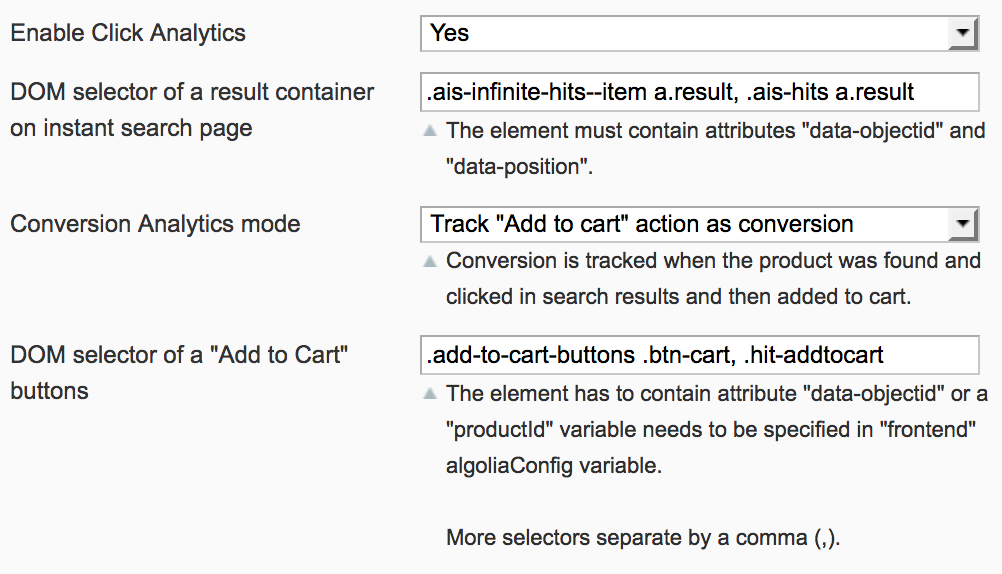 Enable Click Analytics
Yes
DOM selector of a result container
on instant search page
.ais-infinite-hits--item a.result, .ais-hits a.result
The element must contain attributes "data-objectid" and
"data-position".
Conversion Analytics mode
Track "Add to cart" action as conversion
Conversion is tracked when the product was found and
clicked in search results and then added to cart.
DOM selector of a "Add to Cart"
buttons
.add-to-cart-buttons .btn-cart, .hit-addtocart
The element has to contain attribute "data-objectid" or a
"productId" variable needs to be specified in "frontend"
algoliaConfig variable.
More selectors separate by a comma (,).